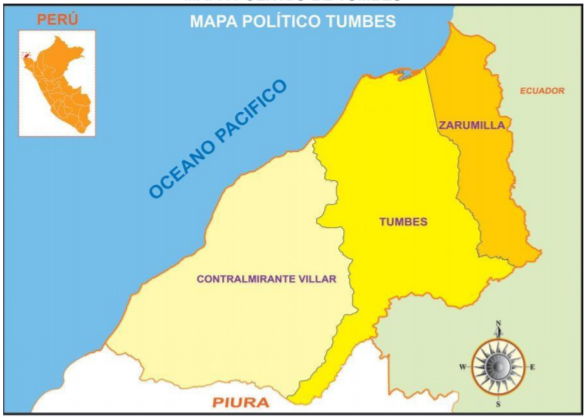 MAPA POLÍTICO TUMBES
PERÚ
ECUADOR
OCEANO PACIFICO
ZARUMILLA
TUMBES
CONTRALMIRANTE VILLAR
N
W
E
S
PIURA